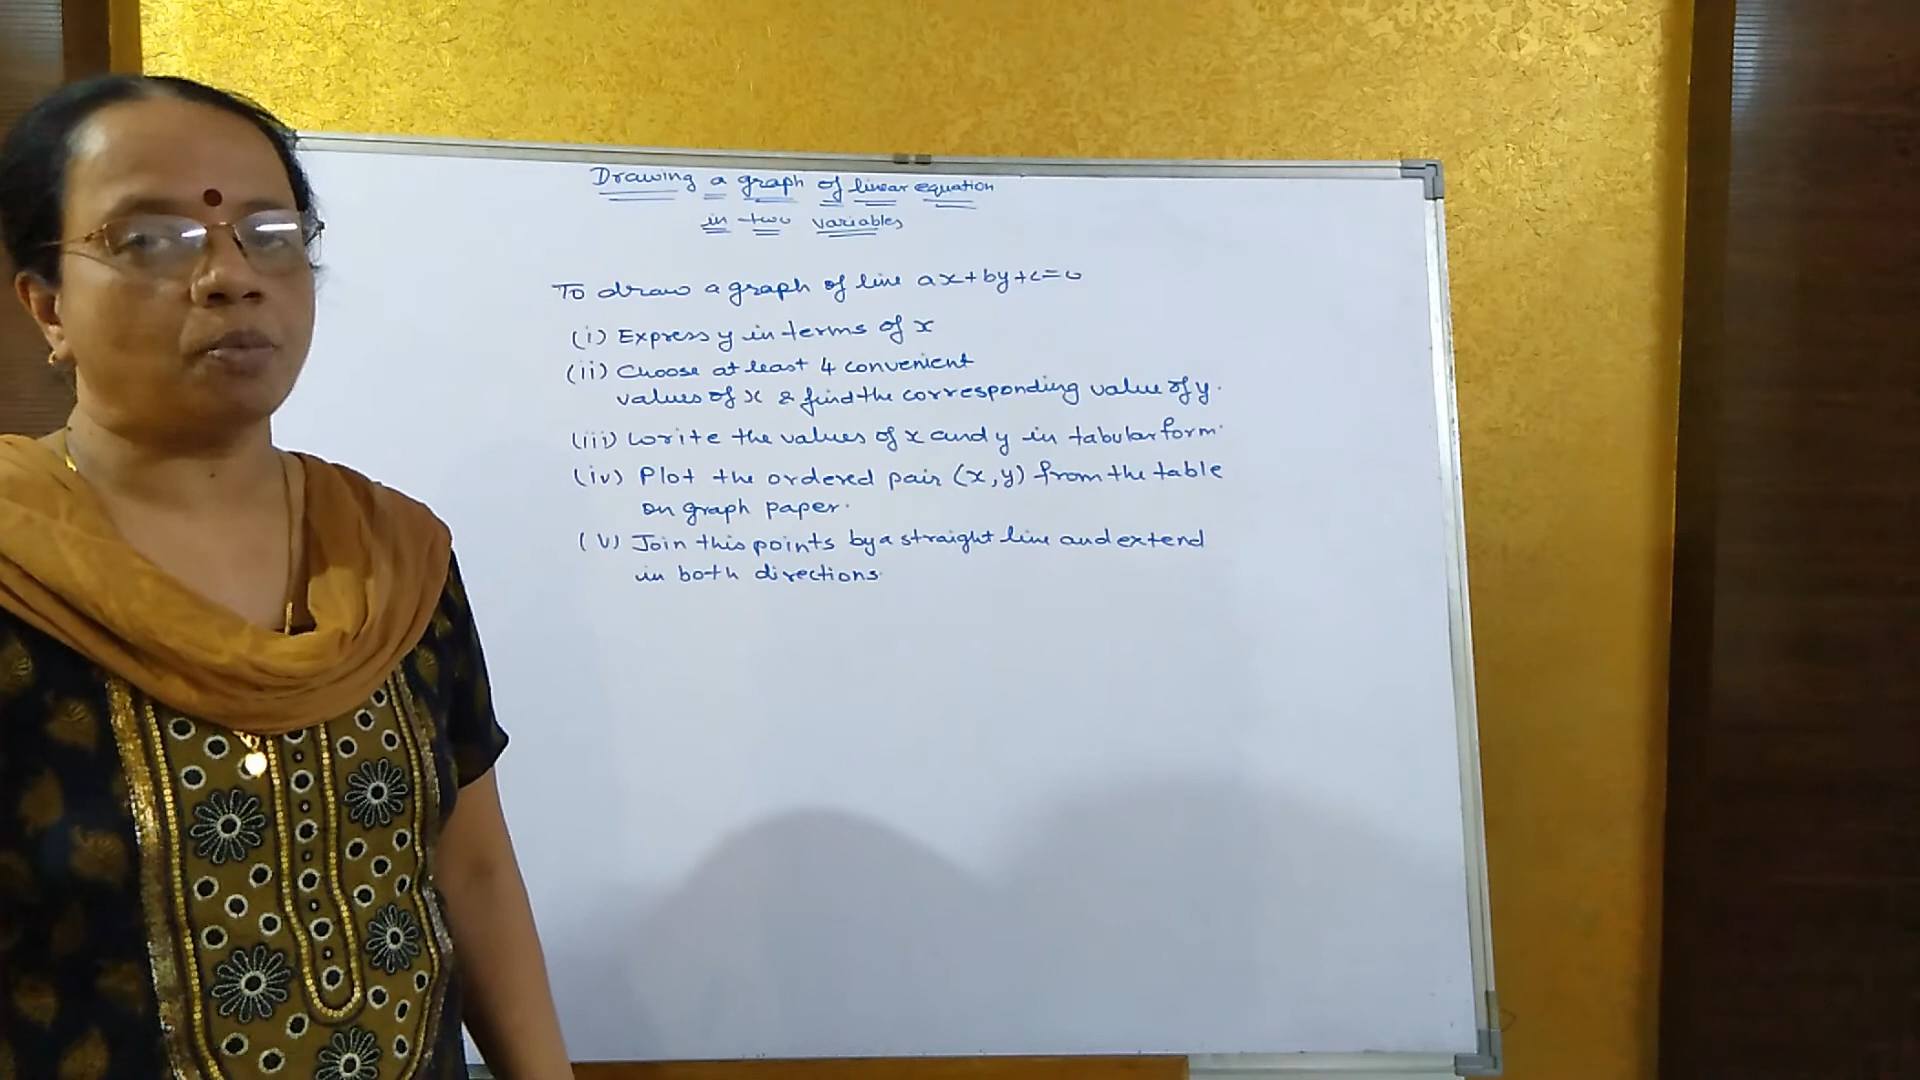 Drawing a graph of linear equation
in two variables
To draw a graph of line ax+by+c=0
(i) Express y in terms of x
(ii) Choose at least 4 convenient
values of x & find the corresponding value of y.
(iii) Write the values of x and y in tabular form.
(iv) Plot the ordered pair (x,y) from the table
on graph paper.
(v) Join this points by a straight line and extend
in both directions.